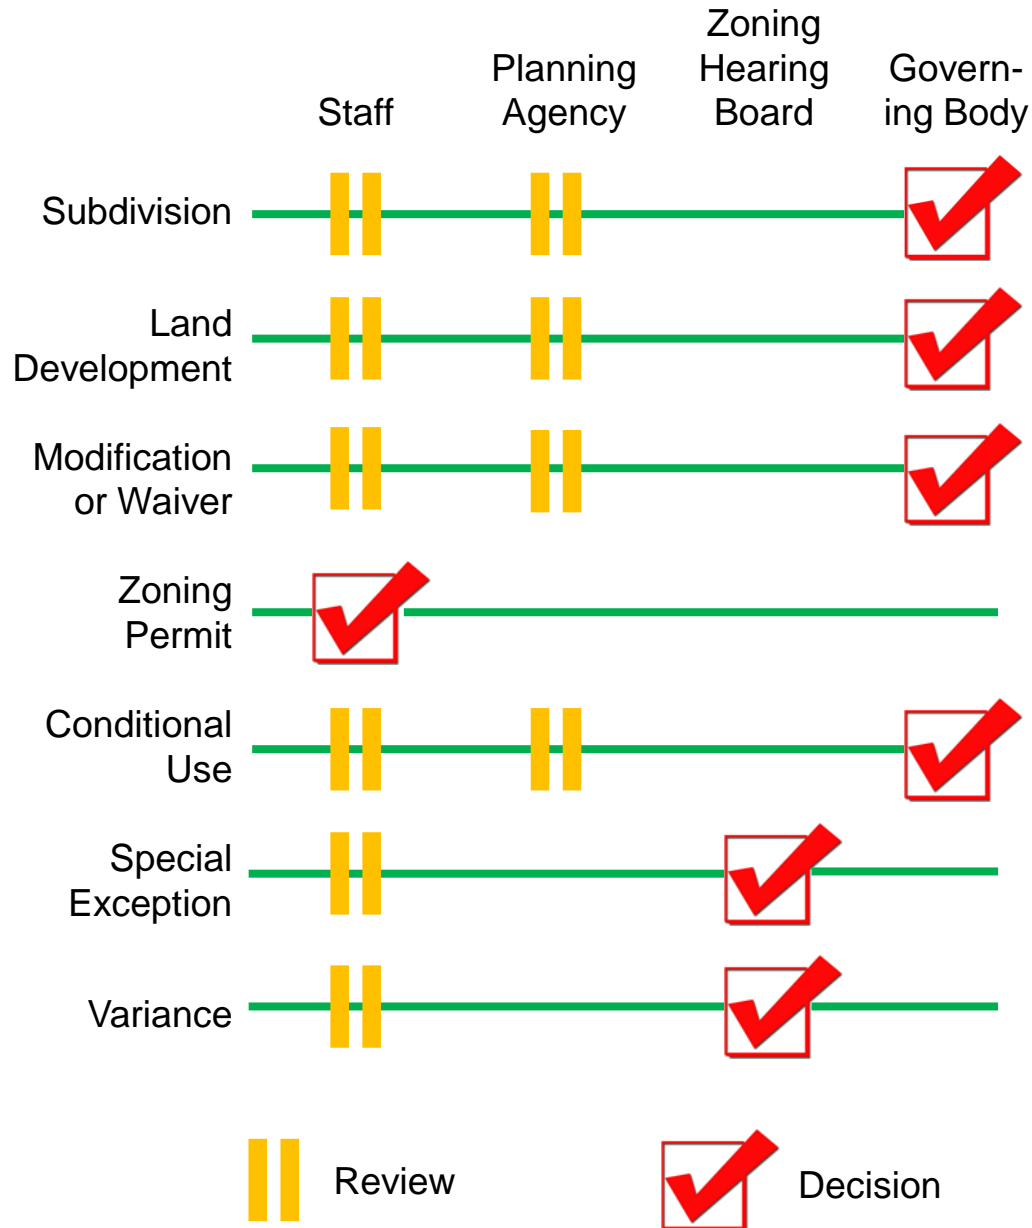 Staff
Planning
Agency
Zoning
Hearing
Board
Govern-
ing Body
Subdivision
Land
Development
Modification
or Waiver
Zoning
Permit
Conditional
Use
Special
Exception
Variance
Review
Decision